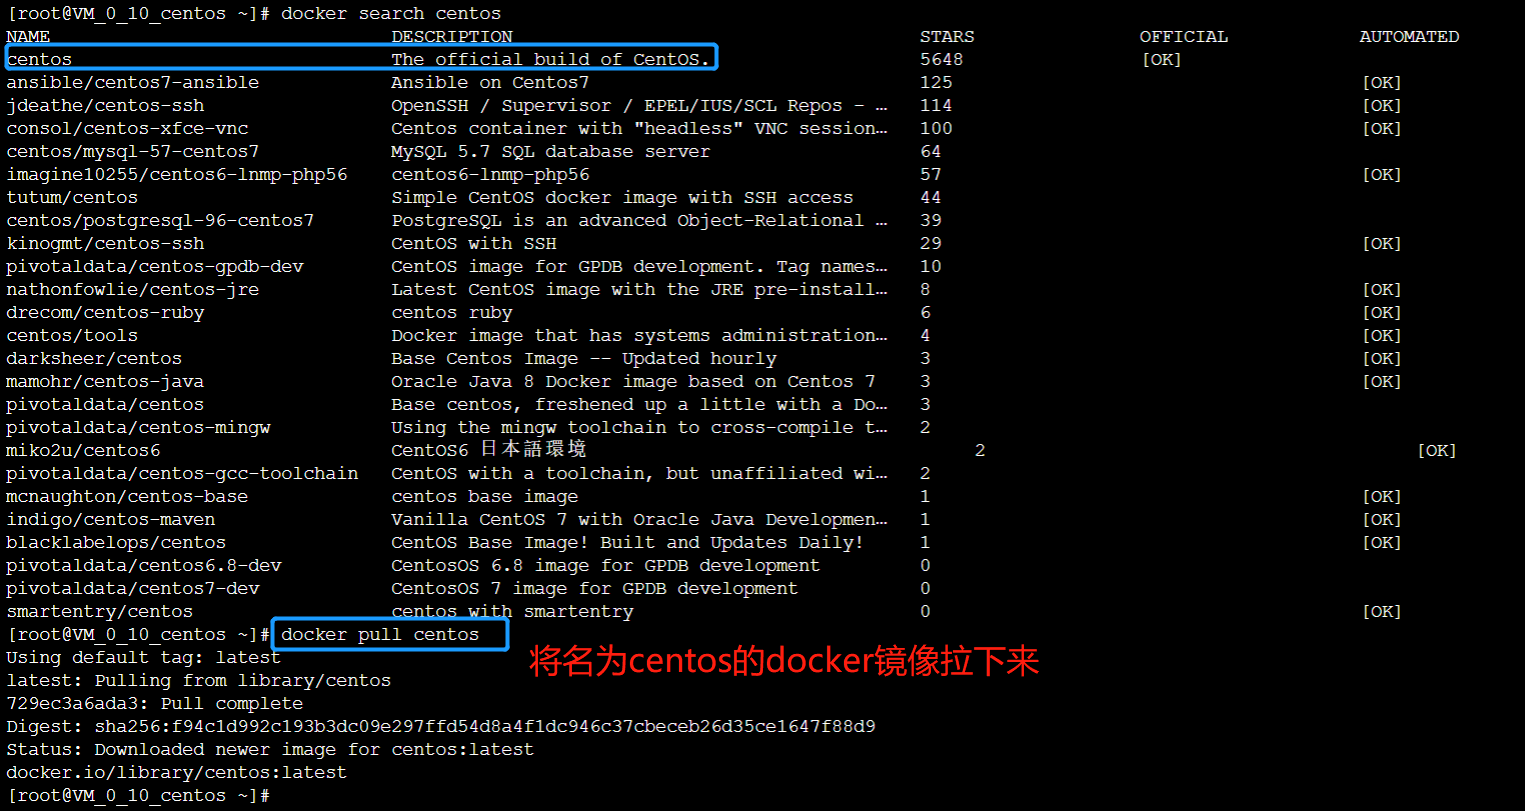 [root@VM_0_10_centos ~]# docker search centos
NAME DESCRIPTION STARS OFFICIAL AUTOMATED
centos The official build of CentOS. 5648 [OK]
ansible/centos7-ansible Ansible on Centos7 125 [OK]
jdeathe/centos-ssh OpenSSH / Supervisor / EPEL/IUS/SCL Repos - … 114 [OK]
consol/centos-xfce-vnc Centos container with "headless" VNC session… 100 [OK]
centos/mysql-57-centos7 MySQL 5.7 SQL database server 64
imagine10255/centos6-lnmp-php56 centos6-lnmp-php56 57 [OK]
tutum/centos Simple CentOS docker image with SSH access 44
centos/postgresql-96-centos7 PostgreSQL is an advanced Object-Relational … 39
kinogmt/centos-ssh CentOS with SSH 29 [OK]
pivotaldata/centos-gpdb-dev CentOS image for GPDB development. Tag names… 10
nathonfowlie/centos-jre Latest CentOS image with the JRE pre-install… 8 [OK]
drecom/centos-ruby centos ruby 6 [OK]
centos/tools Docker image that has systems administration… 4 [OK]
darksheer/centos Base Centos Image -- Updated hourly 3 [OK]
mamohr/centos-java Oracle Java 8 Docker image based on Centos 7 3 [OK]
pivotaldata/centos Base centos, freshened up a little with a Do… 3
pivotaldata/centos-mingw Using the mingw toolchain to cross-compile t… 2
miko2u/centos6 CentOS6 日本語環境 2 [OK]
pivotaldata/centos-gcc-toolchain CentOS with a toolchain, but unaffiliated wi… 2
mcnaughton/centos-base centos base image 1 [OK]
indigo/centos-maven Vanilla CentOS 7 with Oracle Java Developmen… 1 [OK]
blacklabelops/centos CentOS Base Image! Built and Updates Daily! 1 [OK]
pivotaldata/centos6.8-dev CentosOS 6.8 image for GPDB development 0
pivotaldata/centos7-dev CentosOS 7 image for GPDB development 0
smartentry/centos centos with smartentry 0 [OK]
[root@VM_0_10_centos ~]# docker pull centos
Using default tag: latest
将名为centos的docker镜像拉下来
latest: Pulling from library/centos
729ec3a6ada3: Pull complete
Digest: sha256:f94c1d992c193b3dc09e297ffd54d8a4f1dc946c37cbeceb26d35ce1647f88d9
Status: Downloaded newer image for centos:latest
docker.io/library/centos:latest
[root@VM_0_10_centos ~]#